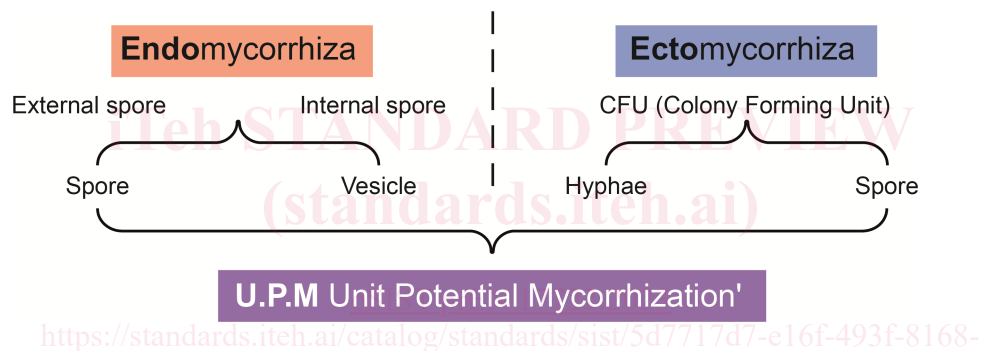 Endomycorrhiza Ectomycorrhiza
External spore Internal spore CFU (Colony Forming Unit)
iTeh STANDARD PREVIEW
Spore Vesicle Hyphae Spore
(standards.iteh.ai)
U.P.M Unit Potential Mycorrhization'
https://standards.iteh.ai/catalog/standards/sist/5d7717d7-e16f-493f-8168-